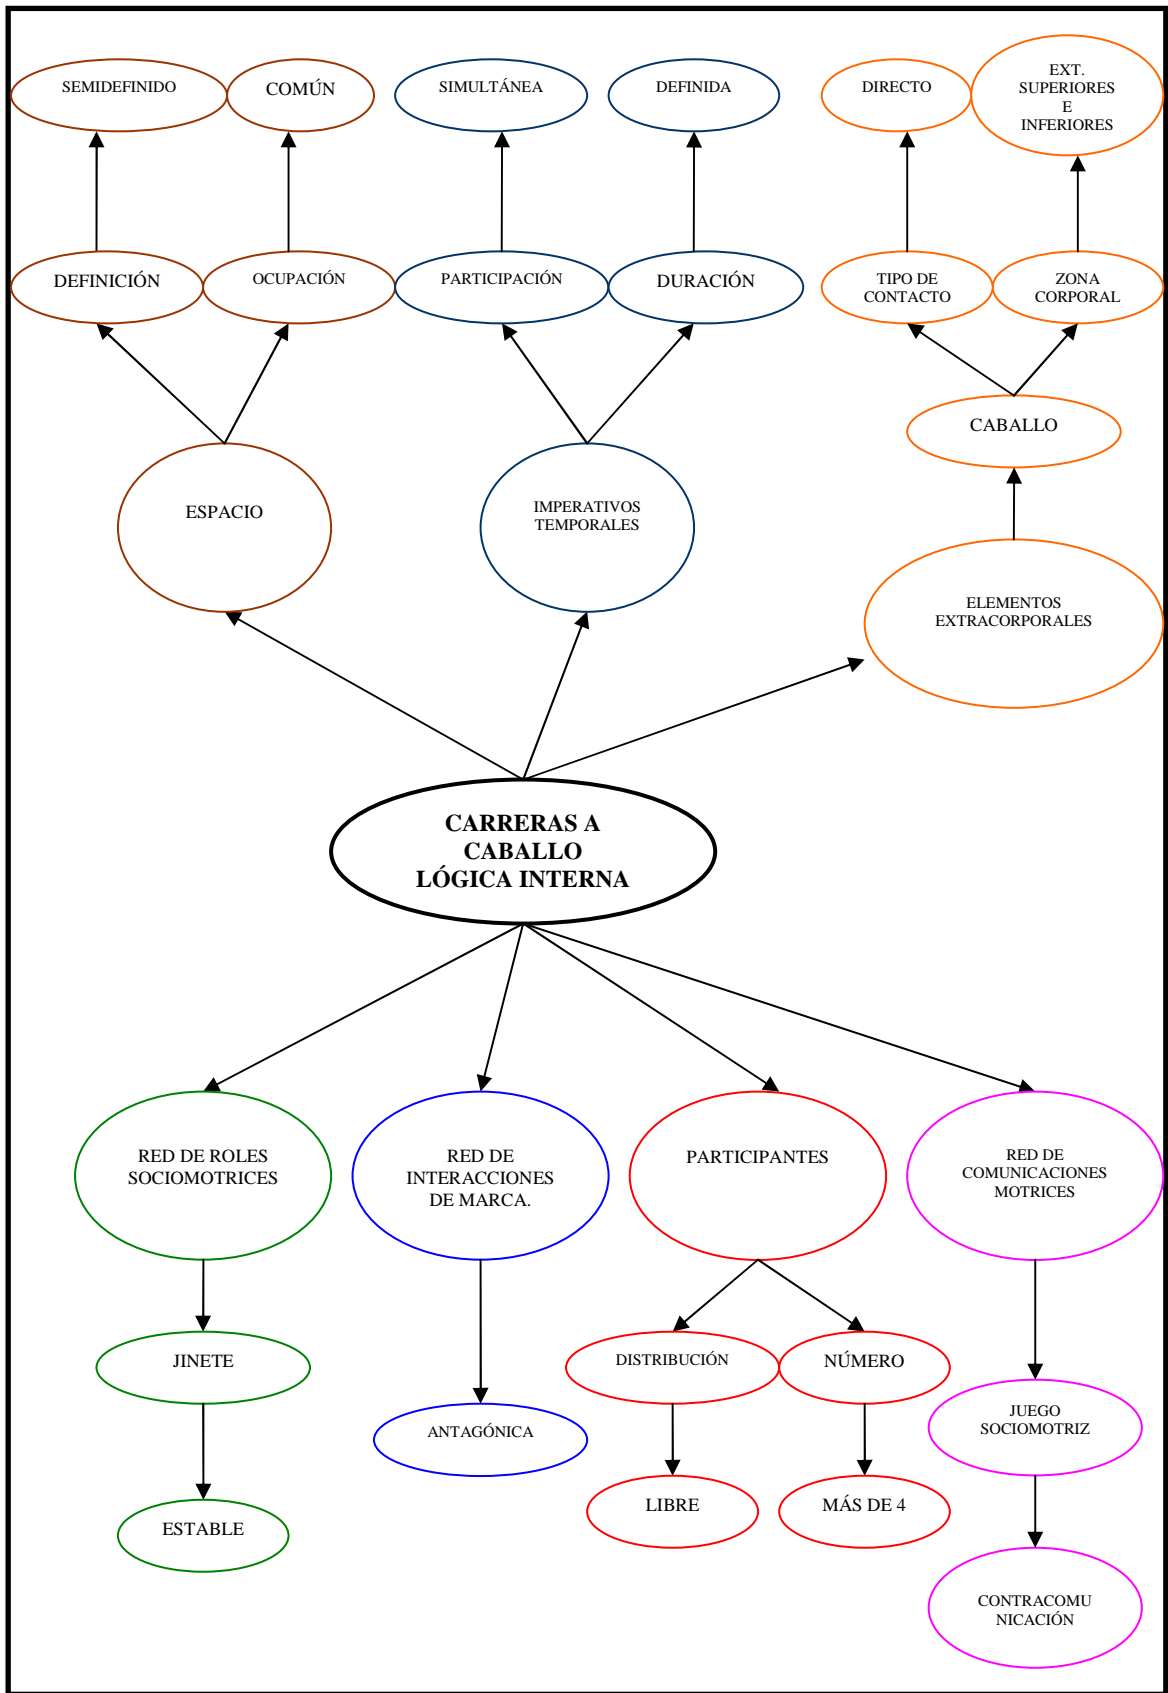 SEMIDEFINIDO
COMÚN
SIMULTÁNEA
DEFINIDA
DIRECTO
EXT.
SUPERIORES
E
INFERIORES
DEFINICIÓN
OCUPACIÓN
PARTICIPACIÓN
DURACIÓN
TIPO DE
CONTACTO
ZONA
CORPORAL
CABALLO
ESPACIO
IMPERATIVOS
TEMPORALES
ELEMENTOS
EXTRACORPORALES
CARRERAS A
CABALLO
LÓGICA INTERNA
RED DE ROLES
SOCIOMOTRICES
RED DE
INTERACCIONES
DE MARCA.
PARTICIPANTES
RED DE
COMUNICACIONES
MOTRICES
JINETE
DISTRIBUCIÓN
NÚMERO
ANTAGÓNICA
JUEGO
SOCIOMOTRIZ
ESTABLE
LIBRE
MÁS DE 4
CONTRACOMU
NICACIÓN